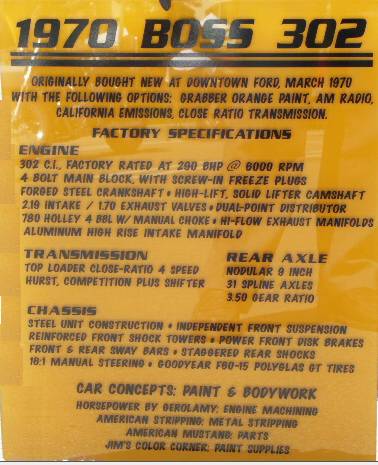 1970 BOSS 302
ORIGINALLY BOUGHT NEW AT DOWNTOWN FORD, MARCH 1970
WITH THE FOLLOWING OPTIONS: GRABBER ORANGE PAINT, AM RADIO,
CALIFORNIA EMISSIONS, CLOSE RATIO TRANSMISSION.
FACTORY SPECIFICATIONS
ENGINE
302 C.I., FACTORY RATED AT 290 BHP @ 6000 RPM
4 BOLT MAIN BLOCK, WITH SCREW-IN FREEZE PLUGS
FORGED STEEL CRANKSHAFT • HIGH-LIFT, SOLID LIFTER CAMSHAFT
2.19 INTAKE / 1.70 EXHAUST VALVES • DUAL-POINT DISTRIBUTOR
780 HOLLEY 4 BBL W/ MANUAL CHOKE • HI-FLOW EXHAUST MANIFOLDS
ALUMINUM HIGH RISE INTAKE MANIFOLD
TRANSMISSION
TOP LOADER CLOSE-RATIO 4 SPEED
HURST, COMPETITION PLUS SHIFTER
REAR AXLE
NODULAR 9 INCH
31 SPLINE AXLES
3.50 GEAR RATIO
CHASSIS
STEEL UNIT CONSTRUCTION • INDEPENDENT FRONT SUSPENSION
REINFORCED FRONT SHOCK TOWERS • POWER FRONT DISK BRAKES
FRONT & REAR SWAY BARS • STAGGERED REAR SHOCKS
16:1 MANUAL STEERING • GOODYEAR F60-15 POLYGLAS GT TIRES
CAR CONCEPTS: PAINT & BODYWORK
HORSEPOWER BY GEROLAMY: ENGINE MACHINING
AMERICAN STRIPPING: METAL STRIPPING
AMERICAN MUSTANG: PARTS
JIM'S COLOR CORNER: PAINT SUPPLIES